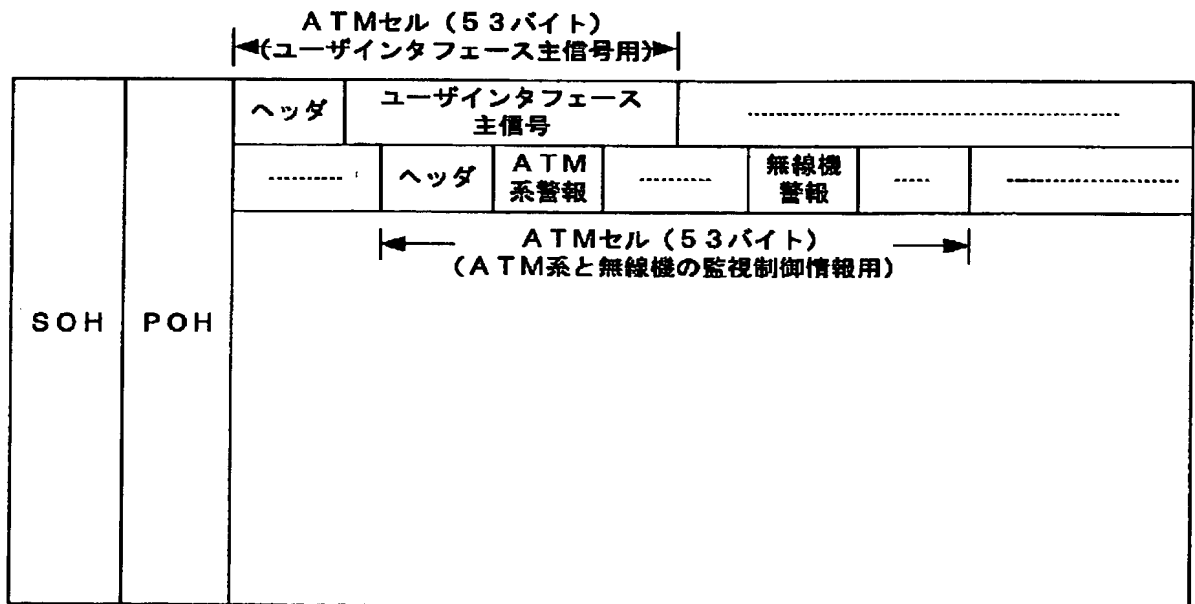 ATMセル(53バイト)
(ユーザインタフェース主信号用)
ヘッダ
ユーザインタフェース
主信号
ヘッダ
ATM
系警報
無線機
警報
ATMセル(53バイト)
(ATM系と無線機の監視制御情報用)
SOH
POH